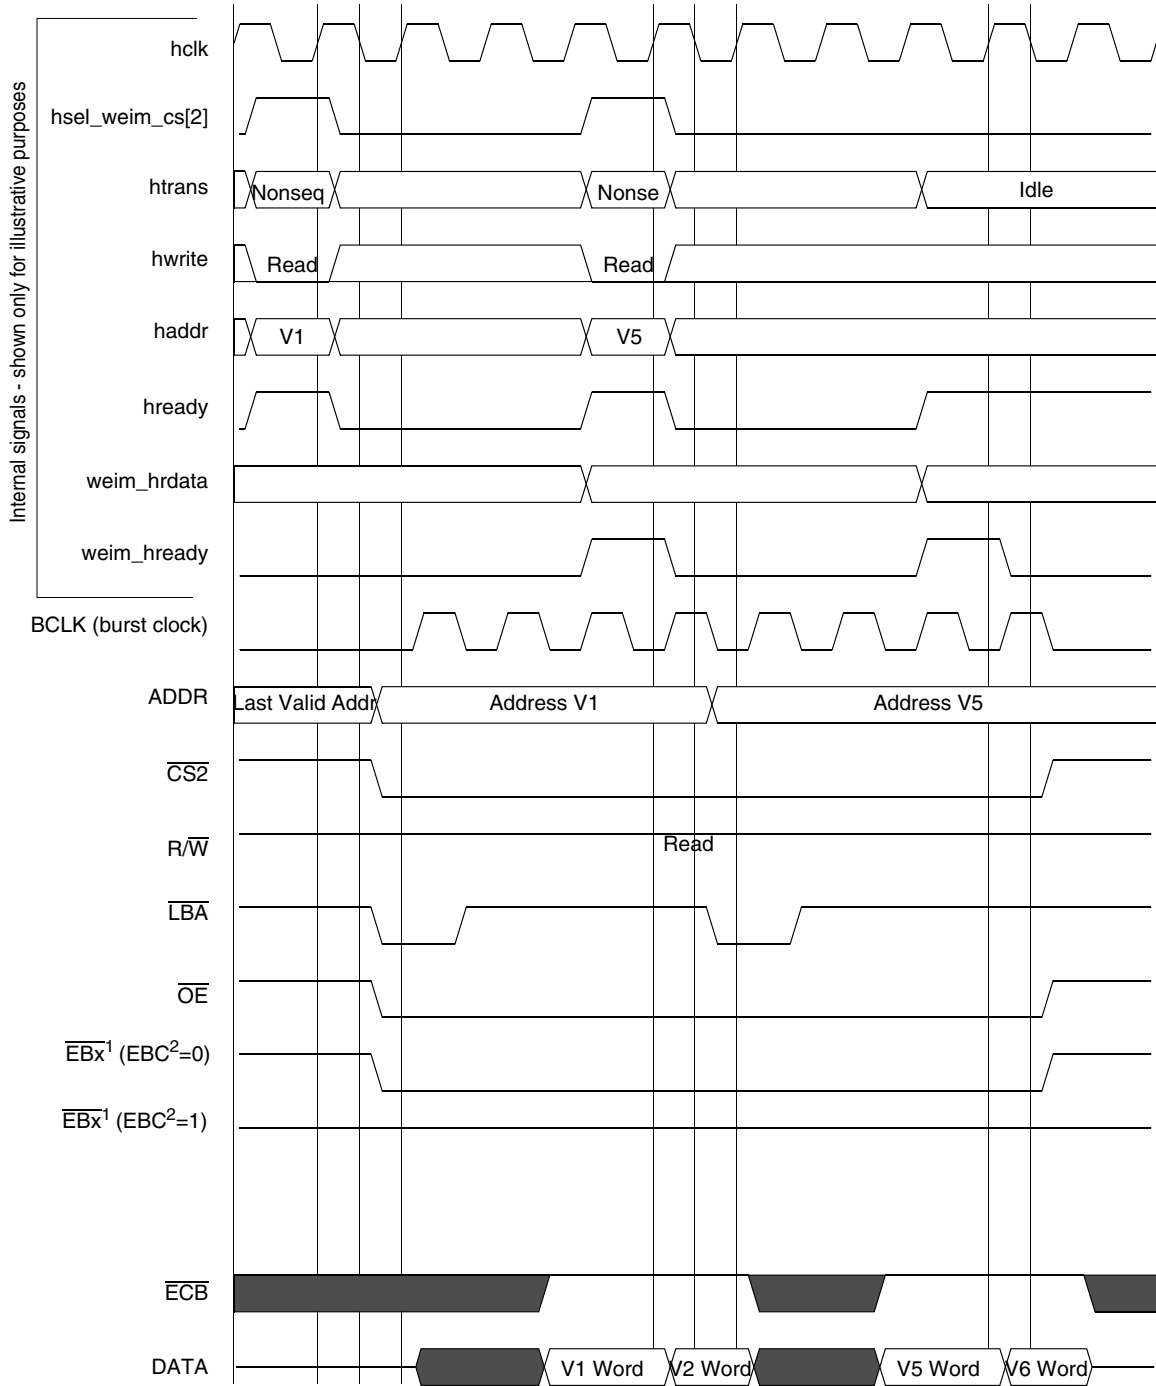 Internal signals - shown only for illustrative purposes
hclk
hsel_weim_cs[2]
htrans
Nonseq
Nonse
Idle
hwrite
Read
Read
haddr
V1
V5
hready
weim_hrdata
weim_hready
BCLK (burst clock)
ADDR
Last Valid Addr
Address V1
Address V5
CS2
R/W
Read
LBA
OE
EBx¹ (EBC²=0)
EBx¹ (EBC²=1)
ECB
DATA
V1 Word
V2 Word
V5 Word
V6 Word